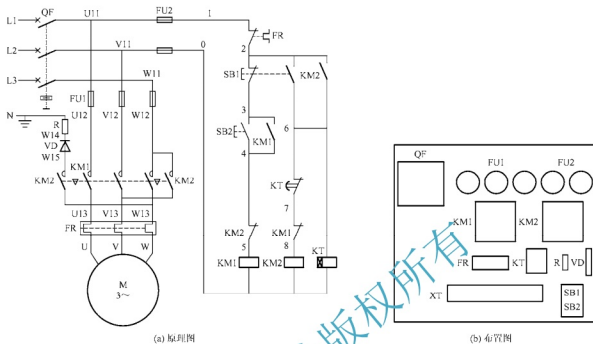 L1 QF U11 FU2 1
L2 V11 0
L3 W11
FR
2
SB1 KM2
3
SB2 KM1 6
4
N
R
W14
VD
W15
FU1
U12 V12 W12
KM1
KM2 KM2
U13 V13 W13
FR
U V W
M
3～
KT
7
KM2 KM1
5 8 KT
KM1 KM2
(a) 原理图
QF FU1 FU2
KM1 KM2
FR KT R VD
XT SB1
SB2
(b) 布置图
版权所有